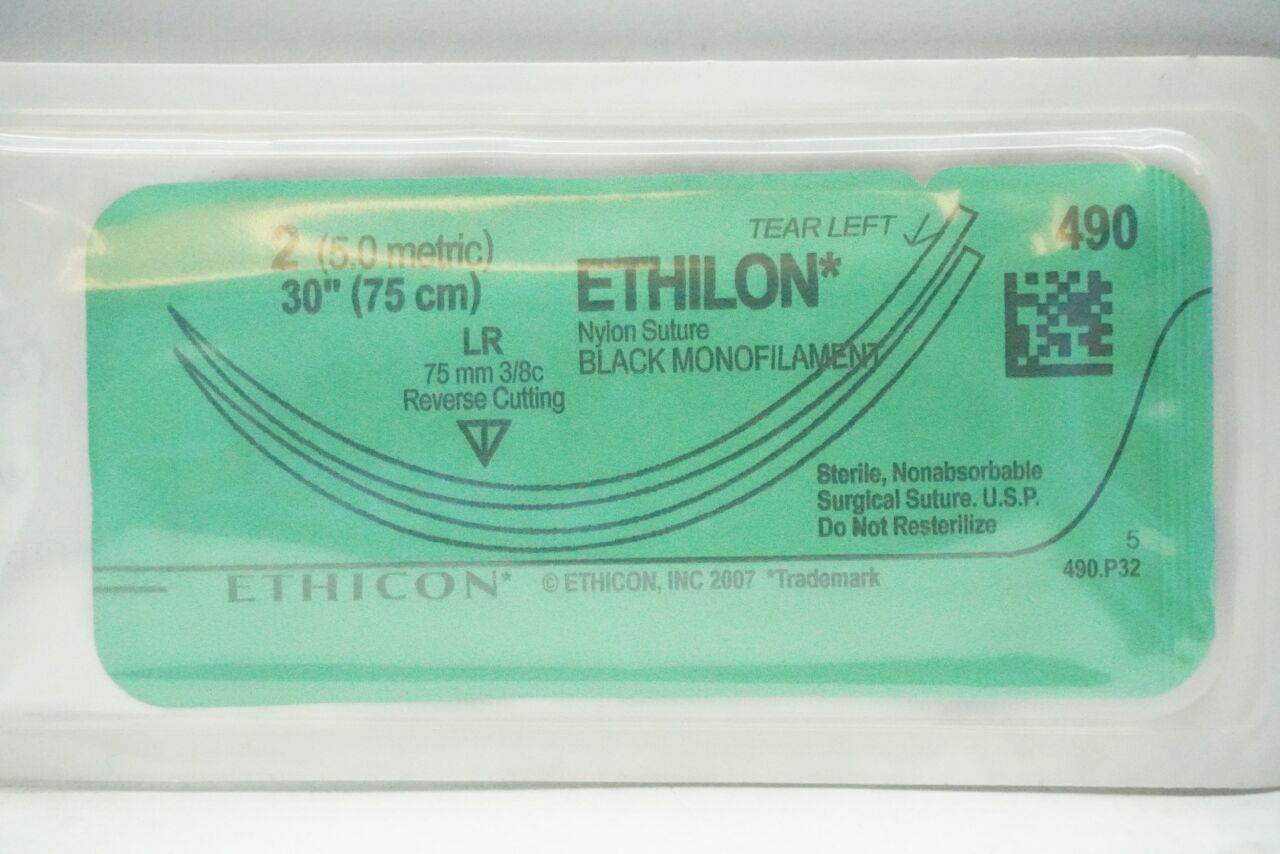 TEAR LEFT
490
2 (5.0 metric)
30" (75 cm)
ETHILON*
Nylon Suture
BLACK MONOFILAMENT
LR
75 mm 3/8c
Reverse Cutting
Sterile, Nonabsorbable
Surgical Suture. U.S.P.
Do Not Resterilize
5
490.P32
ETHICON* © ETHICON, INC 2007 *Trademark